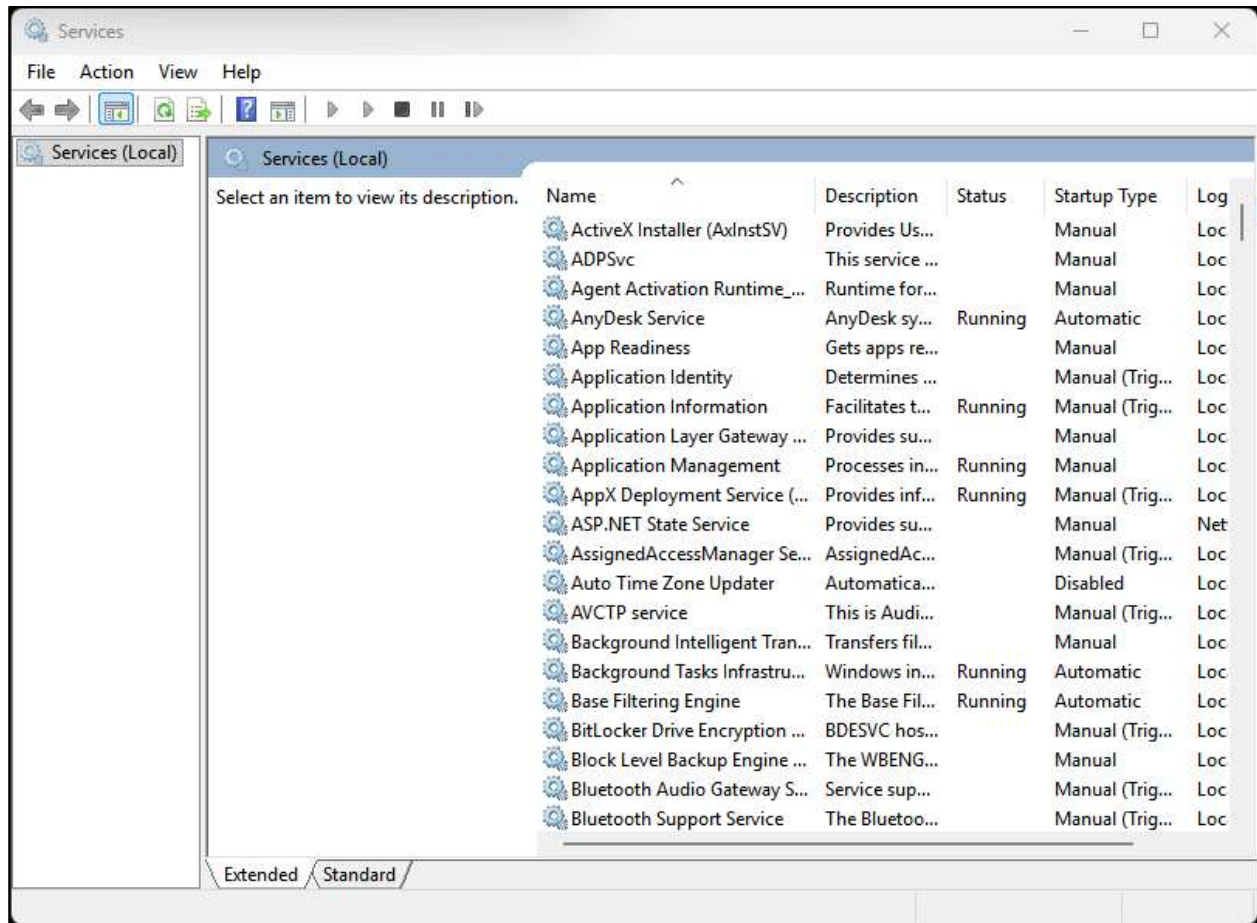 Services
File Action View Help
Services (Local)
Services (Local)
Select an item to view its description.
Name Description Status Startup Type Log
ActiveX Installer (AxInstSV) Provides Us... Manual Loc
ADPSvc This service ... Manual Loc
Agent Activation Runtime_... Runtime for... Manual Loc
AnyDesk Service AnyDesk sy... Running Automatic Loc
App Readiness Gets apps re... Manual Loc
Application Identity Determines ... Manual (Trig... Loc
Application Information Facilitates t... Running Manual (Trig... Loc
Application Layer Gateway ... Provides su... Manual Loc
Application Management Processes in... Running Manual Loc
AppX Deployment Service (... Provides inf... Running Manual (Trig... Loc
ASP.NET State Service Provides su... Manual Net
AssignedAccessManager Se... AssignedAc... Manual (Trig... Loc
Auto Time Zone Updater Automatica... Disabled Loc
AVCTP service This is Audi... Manual (Trig... Loc
Background Intelligent Tran... Transfers fil... Manual Loc
Background Tasks Infrastru... Windows in... Running Automatic Loc
Base Filtering Engine The Base Fil... Running Automatic Loc
BitLocker Drive Encryption ... BDESVC hos... Manual (Trig... Loc
Block Level Backup Engine ... The WBENG... Manual Loc
Bluetooth Audio Gateway S... Service sup... Manual (Trig... Loc
Bluetooth Support Service The Bluetoo... Manual (Trig... Loc
Extended Standard